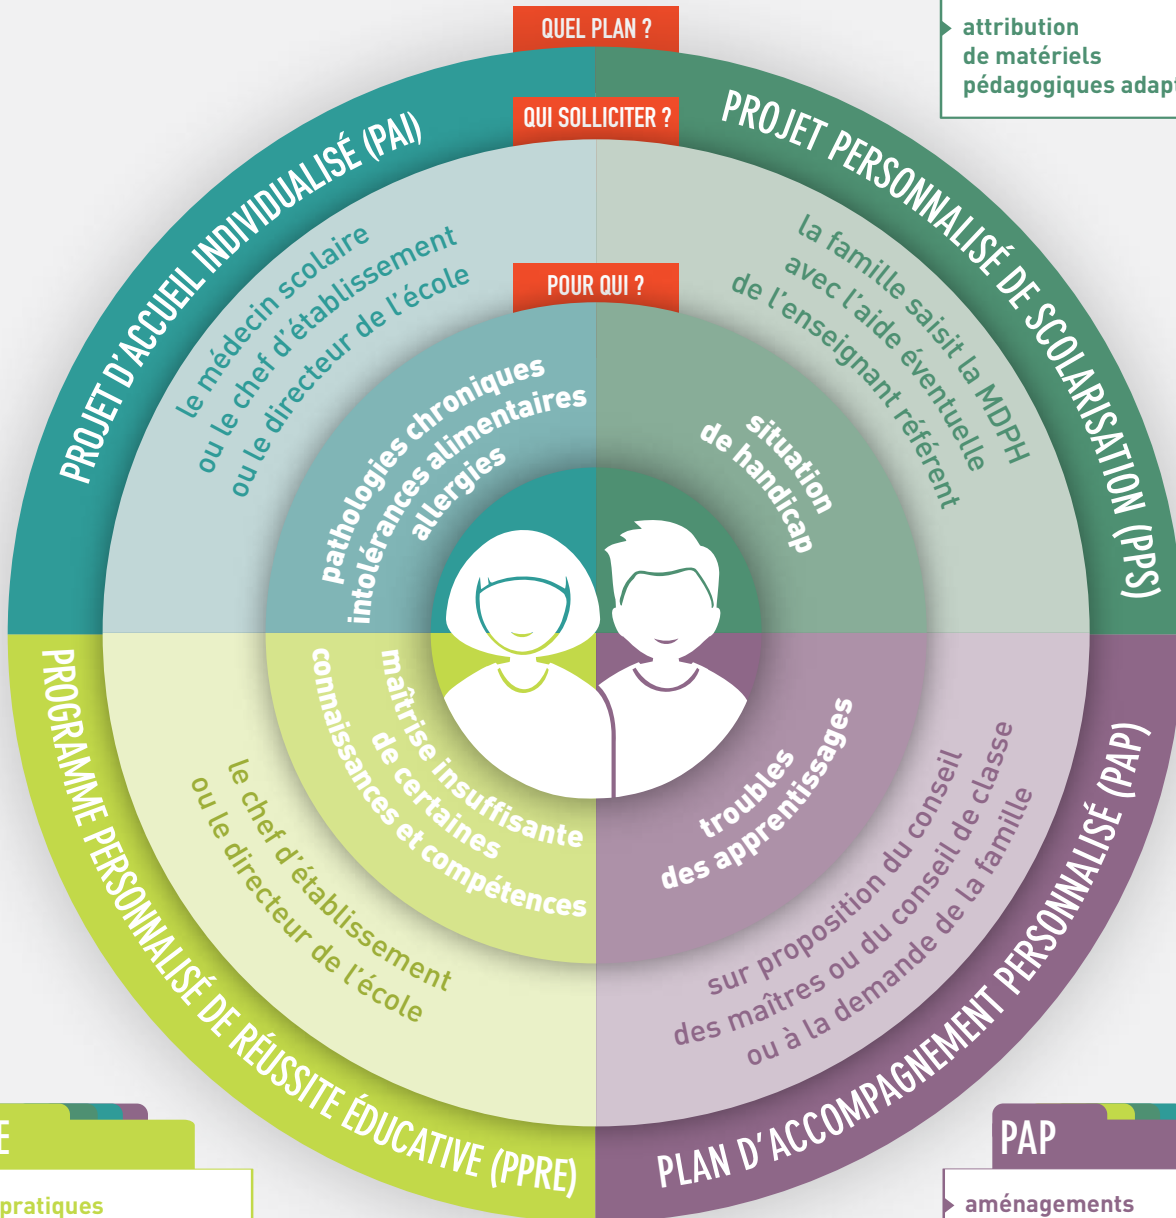 QUEL PLAN ?
attribution
de matériels
pédagogiques
QUI SOLLICITER ?
PROJET D'ACCUEIL INDIVIDUALISÉ (PAI)
PROJET PERSONNALISÉ DE SCOLARISATION (PPS)
le médecin scolaire
ou le chef d'établissement
ou le directeur de l'école
la famille saisit la MDPH
avec l'aide éventuelle
de l'enseignant référent
POUR QUI ?
pathologies chroniques
intolérances alimentaires
allergies
situation
de handicap
maîtrise insuffisante
de certaines
connaissances et compétences
troubles
des apprentissages
le chef d'établissement
ou le directeur de l'école
sur proposition du conseil
des maîtres ou du conseil de classe
ou à la demande de la famille
PROGRAMME PERSONNALISÉ DE RÉUSSITE ÉDUCATIVE (PPRE)
PLAN D'ACCOMPAGNEMENT PERSONNALISÉ (PAP)
E
pratiques
PAP
aménagements